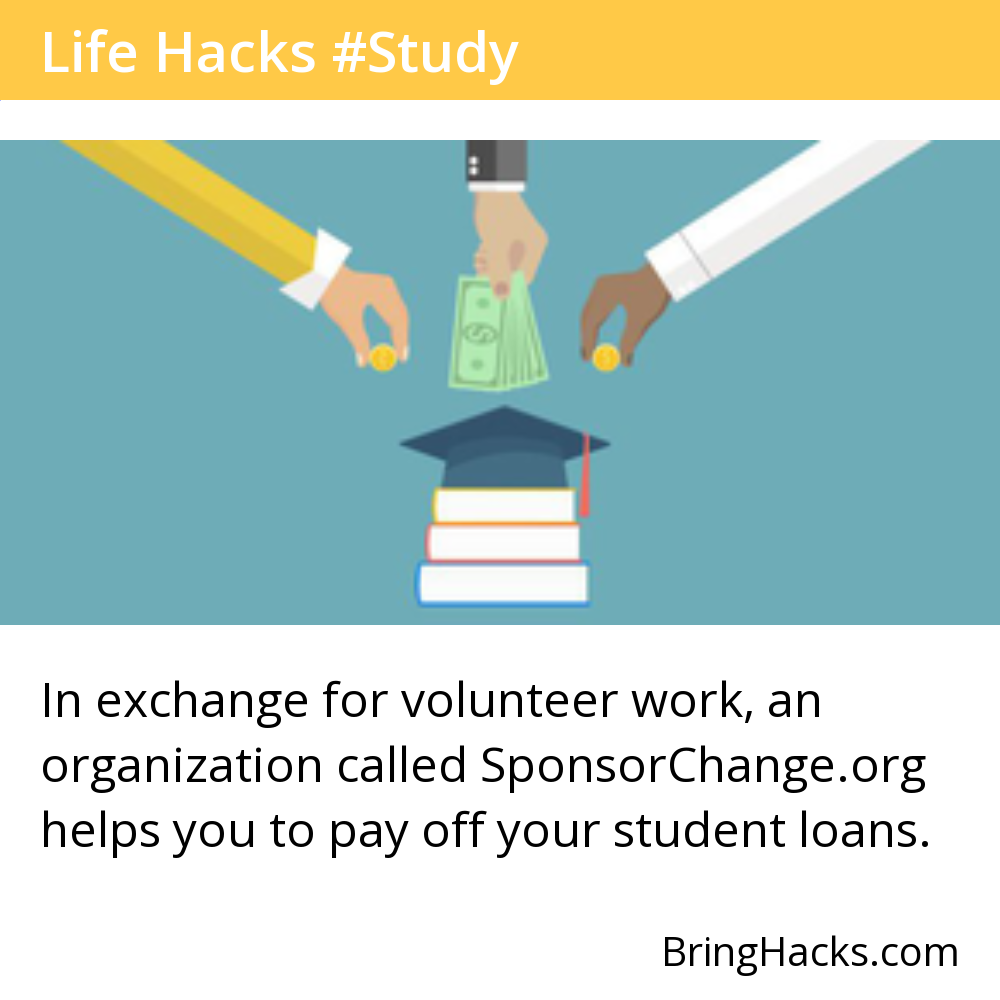 Life Hacks #Study
In exchange for volunteer work, an
organization called SponsorChange.org
helps you to pay off your student loans.
BringHacks.com